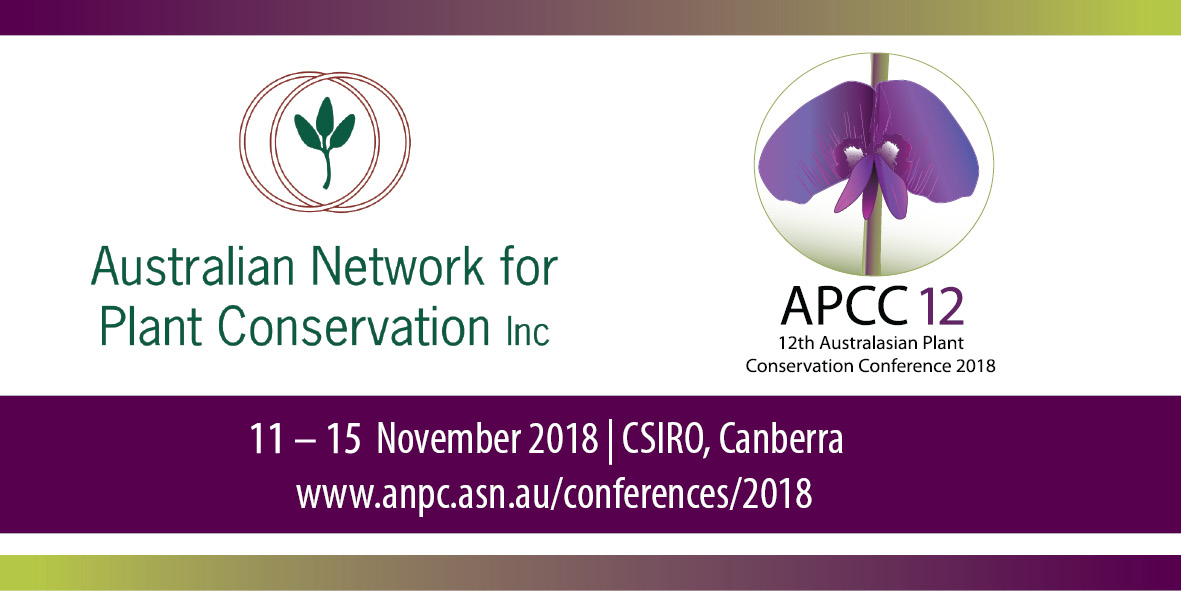 Australian Network for
Plant Conservation Inc
APCC 12
12th Australasian Plant
Conservation Conference 2018
11 – 15 November 2018 | CSIRO, Canberra
www.anpc.asn.au/conferences/2018